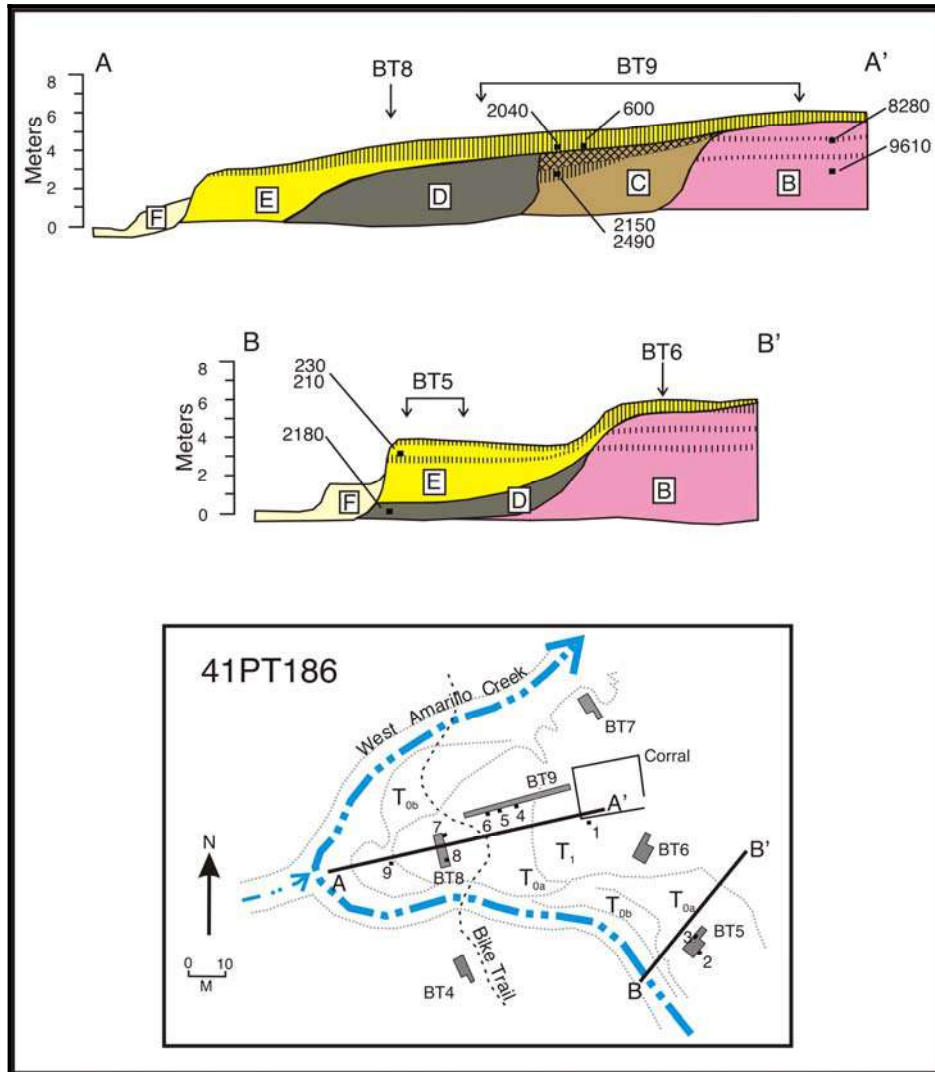 A
A'
BT8
BT9
8
6
4
2
0
Meters
2040
600
8280
9610
2150
2490
F
E
D
C
B
B
B'
8
6
4
2
0
Meters
230
210
2180
BT5
BT6
F
E
D
B
41PT186
West Amarillo Creek
BT7
Corral
BT9
T0b
A'
6
5
4
1
7
N
8
T1
BT6
B'
9
BT8
A
T0a
T0b
T0a
3
BT5
2
0 10
M
BT4
Bike Trail
B